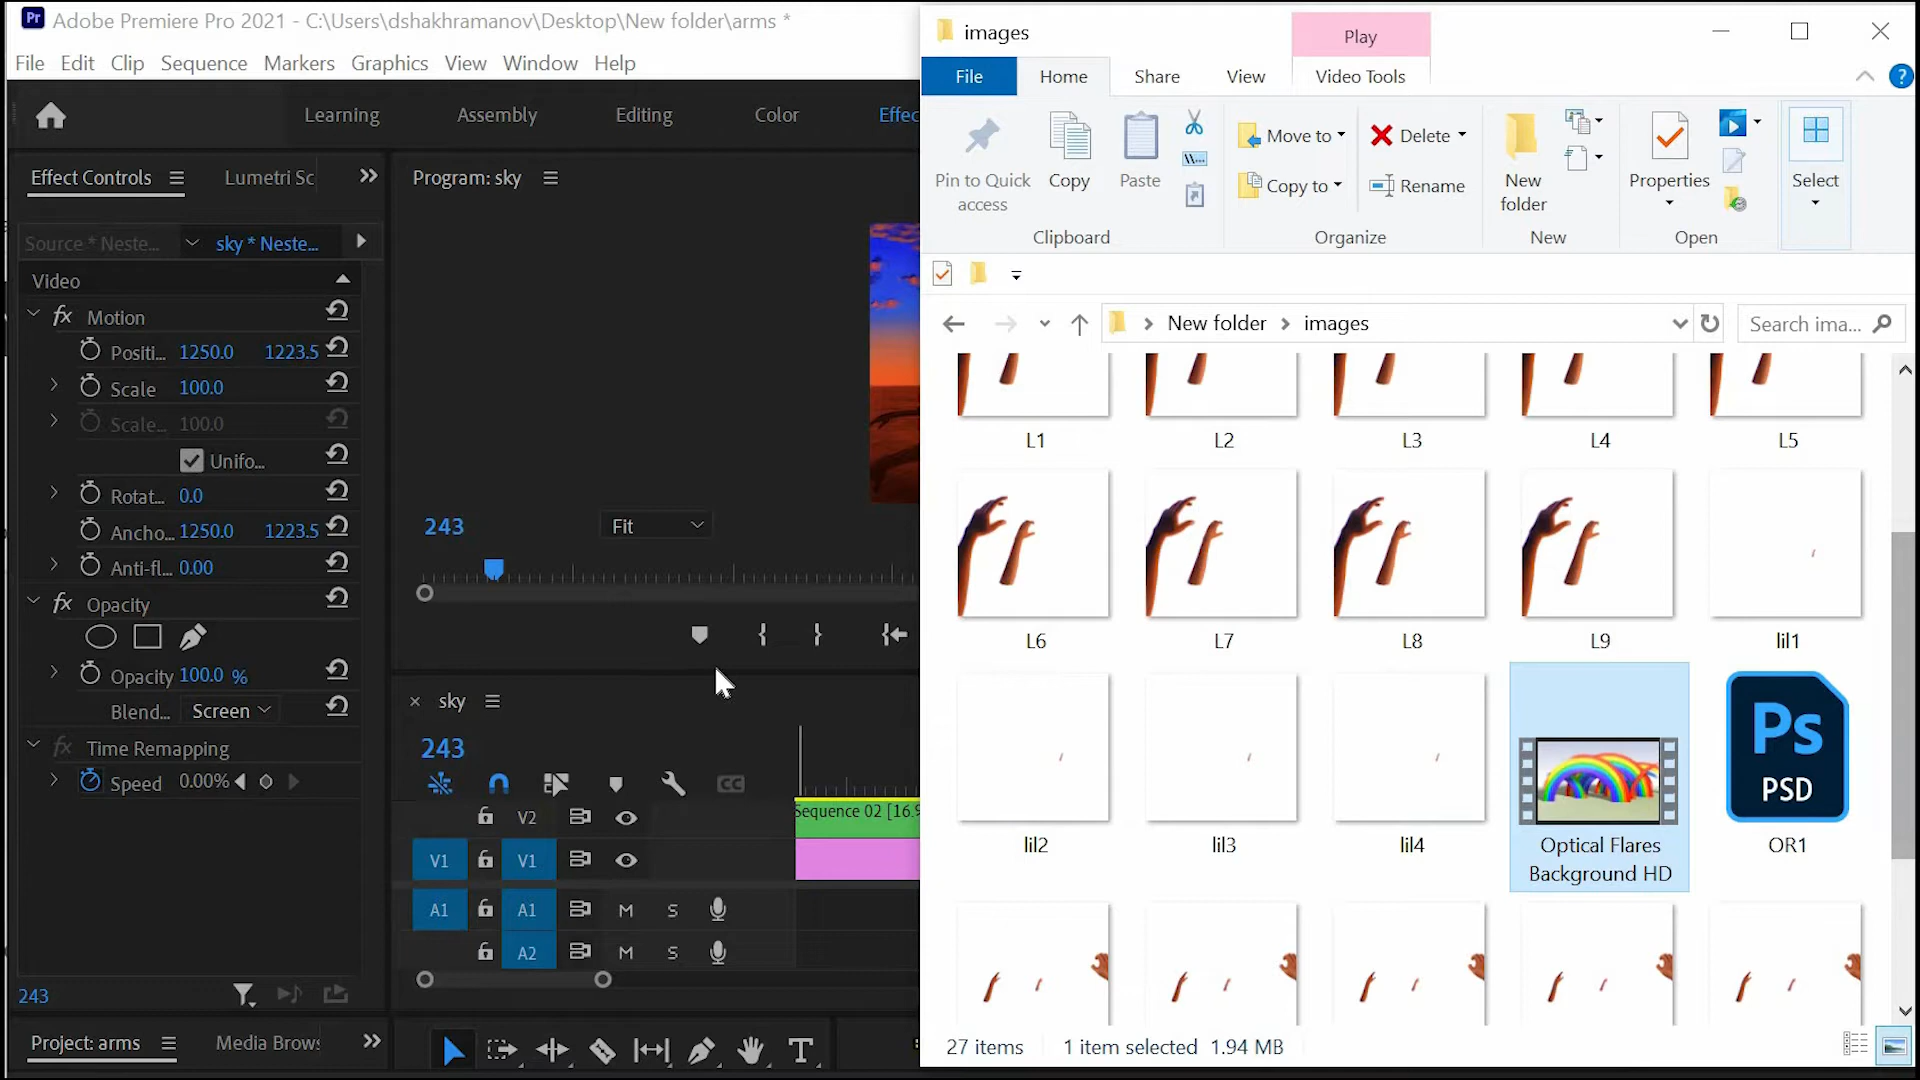 Pr Adobe Premiere Pro 2021 - C:\Users\dshakhramanov\Desktop\New folder\arms *
File Edit Clip Sequence Markers Graphics View Window Help
Learning Assembly Editing Color Effec
Effect Controls Lumetri Sc
Source * Neste... sky * Neste...
Video
fx Motion
Positi... 1250.0 1223.5
Scale 100.0
Scale... 100.0
Unifo...
Rotat... 0.0
Ancho... 1250.0 1223.5
Anti-fl... 0.00
fx Opacity
Opacity 100.0 %
Blend... Screen
fx Time Remapping
Speed 0.00%
243
Project: arms Media Brows
Program: sky
243 Fit
× sky
243
CC
V2
Sequence 02 [16.9
V1 V1
A1 A1 M S
A2 M S
T
images
Play
File Home Share View Video Tools
Pin to Quick access
Copy
Paste
Clipboard
Move to
Copy to
Delete
Rename
Organize
New folder
New
Properties
Open
Select
New folder images
Search ima...
L1 L2 L3 L4 L5
L6 L7 L8 L9 lil1
Ps
PSD
lil2 lil3 lil4 Optical Flares Background HD OR1
27 items 1 item selected 1.94 MB